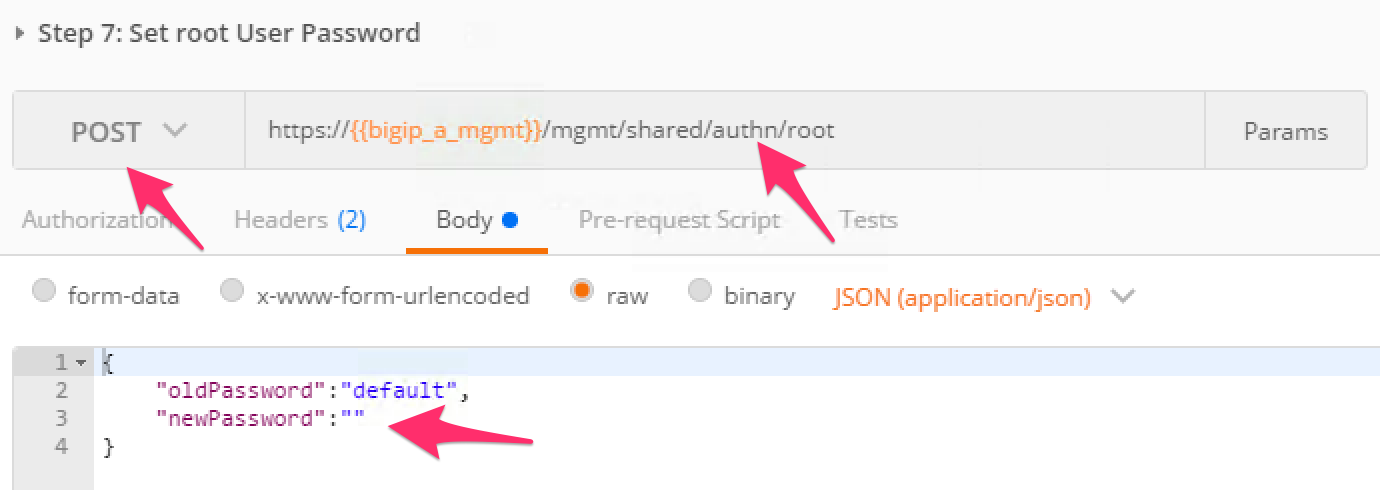 Step 7: Set root User Password
POST https://{{bigip_a_mgmt}}/mgmt/shared/authn/root Params
Authorization Headers (2) Body Pre-request Script Tests
form-data x-www-form-urlencoded raw binary JSON (application/json)
1 {
2 "oldPassword":"default",
3 "newPassword":""
4 }